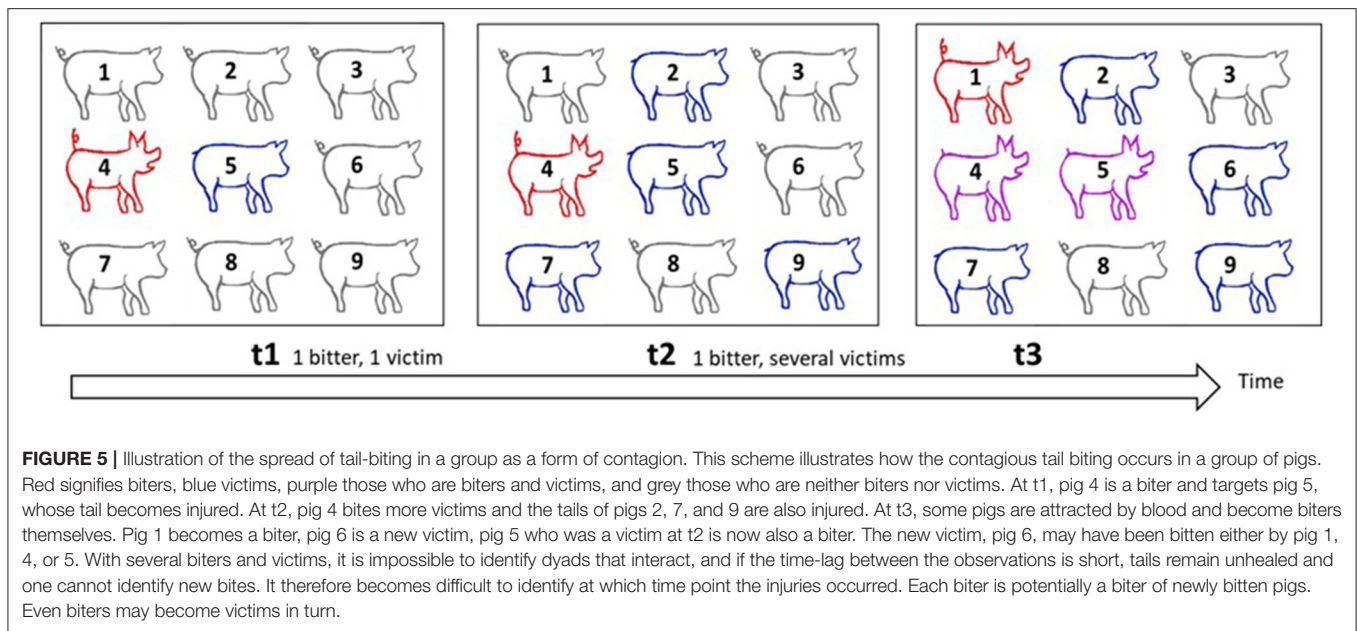 1 2 3
4 5 6
7 8 9
1 2 3
4 5 6
7 8 9
1 2 3
4 5 6
7 8 9
t1 1 bitter, 1 victim
t2 1 bitter, several victims
t3
Time
FIGURE 5 | Illustration of the spread of tail-biting in a group as a form of contagion. This scheme illustrates how the contagious tail biting occurs in a group of pigs.
Red signifies biters, blue victims, purple those who are biters and victims, and grey those who are neither biters nor victims. At t1, pig 4 is a biter and targets pig 5,
whose tail becomes injured. At t2, pig 4 bites more victims and the tails of pigs 2, 7, and 9 are also injured. At t3, some pigs are attracted by blood and become biters
themselves. Pig 1 becomes a biter, pig 6 is a new victim, pig 5 who was a victim at t2 is now also a biter. The new victim, pig 6, may have been bitten either by pig 1,
4, or 5. With several biters and victims, it is impossible to identify dyads that interact, and if the time-lag between the observations is short, tails remain unhealed and
one cannot identify new bites. It therefore becomes difficult to identify at which time point the injuries occurred. Each biter is potentially a biter of newly bitten pigs.
Even biters may become victims in turn.